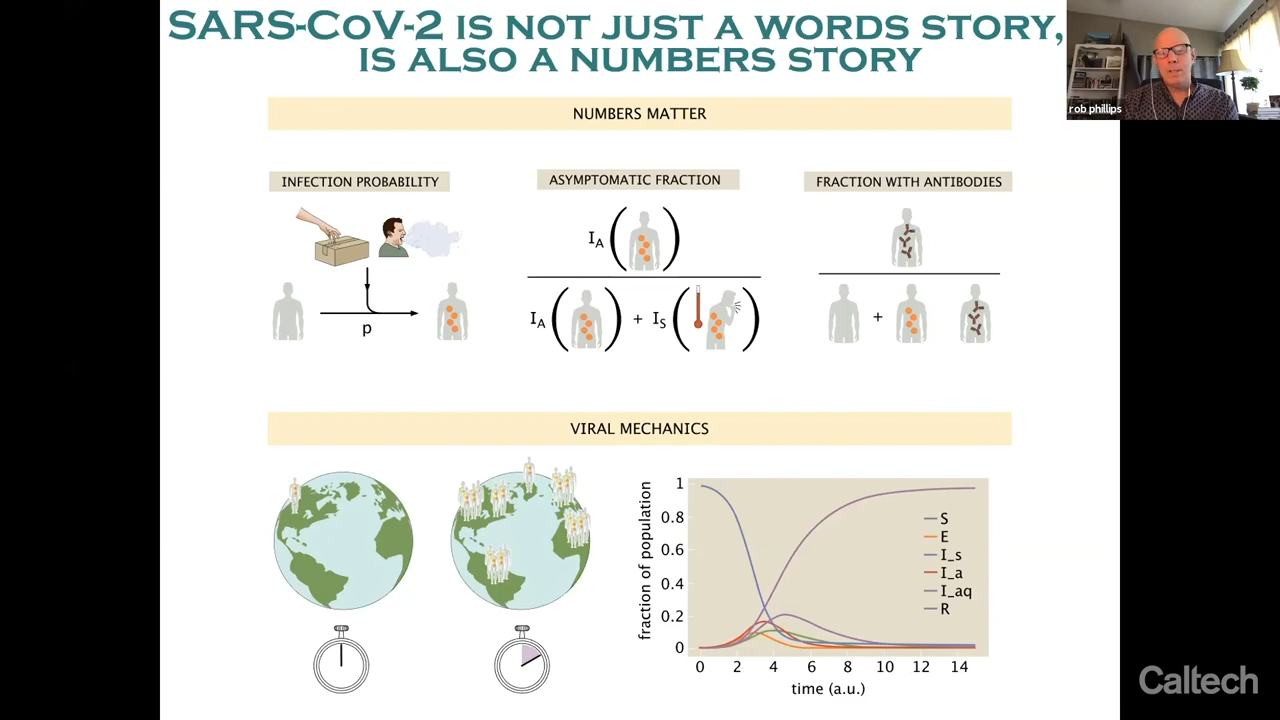 SARS-CoV-2 IS NOT JUST A WORDS STORY,
IS ALSO A NUMBERS STORY
rob phillips
NUMBERS MATTER
INFECTION PROBABILITY
ASYMPTOMATIC FRACTION
FRACTION WITH ANTIBODIES
I_A
p
I_A + I_S
+
VIRAL MECHANICS
fraction of population
1
0.8
0.6
0.4
0.2
0
S
E
I_s
I_a
I_aq
R
0 2 4 6 8 10 12 14
time (a.u.)
Caltech